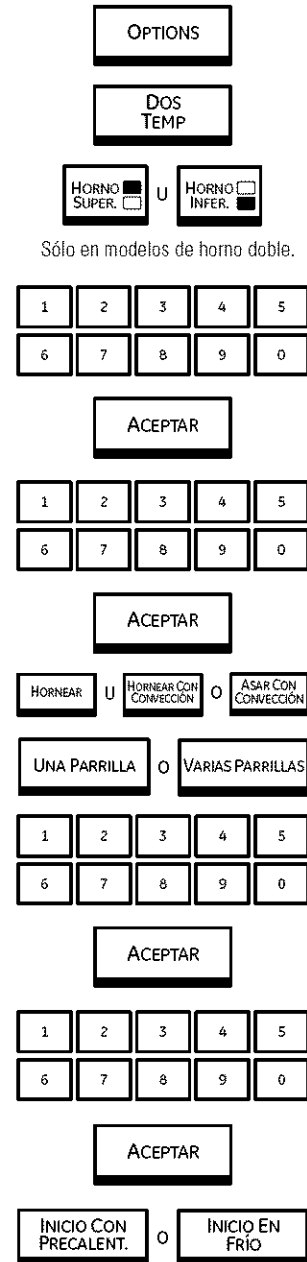 OPTIONS
DOS
TEMP
HORNO
SUPER.
U
HORNO
INFER.
Sólo en modelos de horno doble.
1 2 3 4 5
6 7 8 9 0
ACEPTAR
1 2 3 4 5
6 7 8 9 0
ACEPTAR
HORNEAR
U
HORNEAR CON
CONVECCIÓN
O
ASAR CON
CONVECCIÓN
UNA PARRILLA O VARIAS PARRILLAS
1 2 3 4 5
6 7 8 9 0
ACEPTAR
1 2 3 4 5
6 7 8 9 0
ACEPTAR
INICIO CON
PRECALENT.
O
INICIO EN
FRÍO